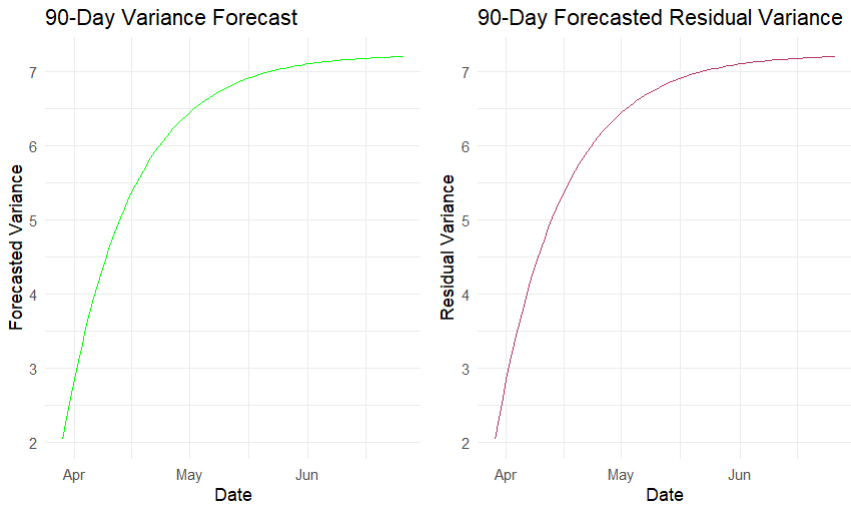 90-Day Variance Forecast
Forecasted Variance
7
6
5
4
3
2
Apr May Jun
Date
90-Day Forecasted Residual Variance
Residual Variance
7
6
5
4
3
2
Apr May Jun
Date